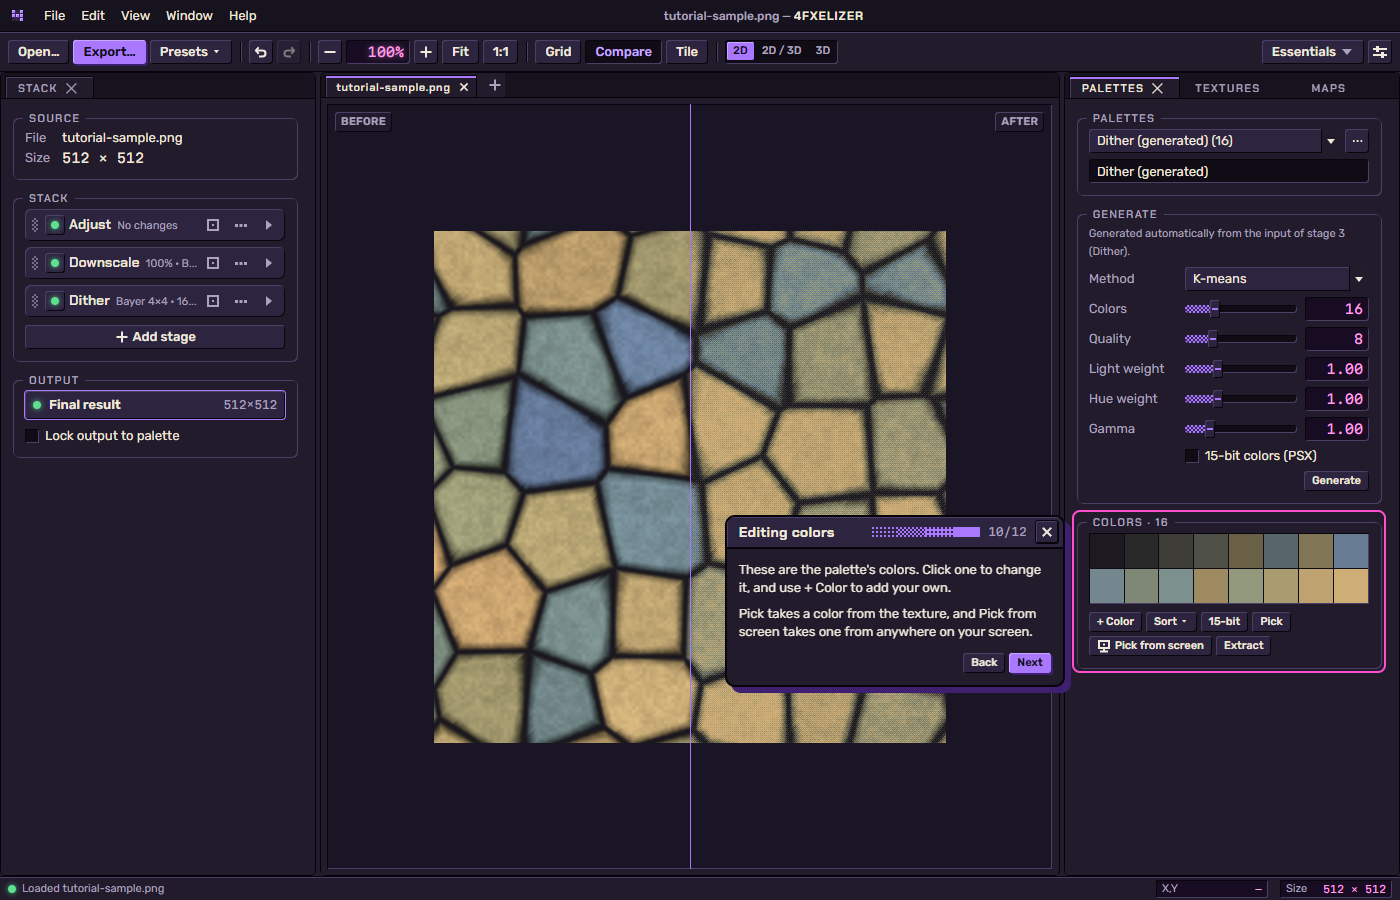 File Edit View Window Help
tutorial-sample.png — 4FXELIZER
Open... Export... Presets 100% Fit 1:1 Grid Compare Tile 2D 2D / 3D 3D Essentials
STACK
SOURCE
File tutorial-sample.png
Size 512 × 512
STACK
Adjust No changes
Downscale 100% • B...
Dither Bayer 4×4 • 16...
+ Add stage
OUTPUT
Final result 512×512
Lock output to palette
tutorial-sample.png
BEFORE
AFTER
Editing colors 10/12
These are the palette's colors. Click one to change
it, and use + Color to add your own.
Pick takes a color from the texture, and Pick from
screen takes one from anywhere on your screen.
Back Next
PALETTES TEXTURES MAPS
PALETTES
Dither (generated) (16)
Dither (generated)
GENERATE
Generated automatically from the input of stage 3
(Dither).
Method K-means
Colors 16
Quality 8
Light weight 1.00
Hue weight 1.00
Gamma 1.00
15-bit colors (PSX)
Generate
COLORS · 16
+ Color Sort 15-bit Pick
Pick from screen Extract
Loaded tutorial-sample.png
X,Y — Size 512 × 512